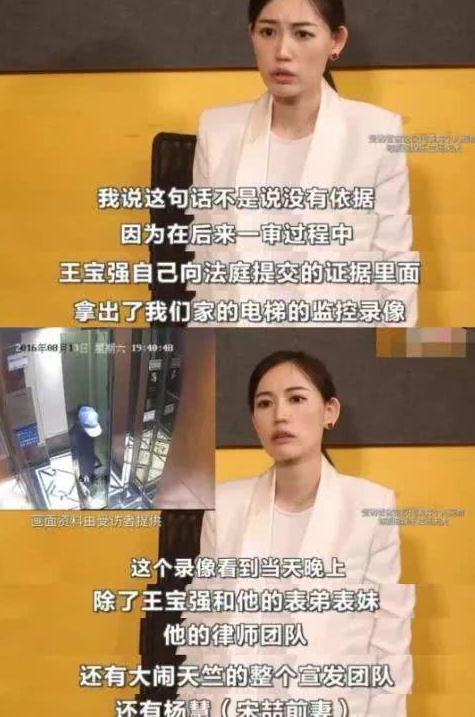 我说这句话不是说没有依据
因为在后来一审过程中
王宝强自己向法庭提交的证据里面
拿出了我们家的电梯的监控录像
2016年08月13日 星期六 19:40:48
画面资料由受访者提供
这个录像看到当天晚上
除了王宝强和他的表弟表妹
他的律师团队
还有大闹天竺的整个宣发团队
还有杨慧（宋喆前妻）